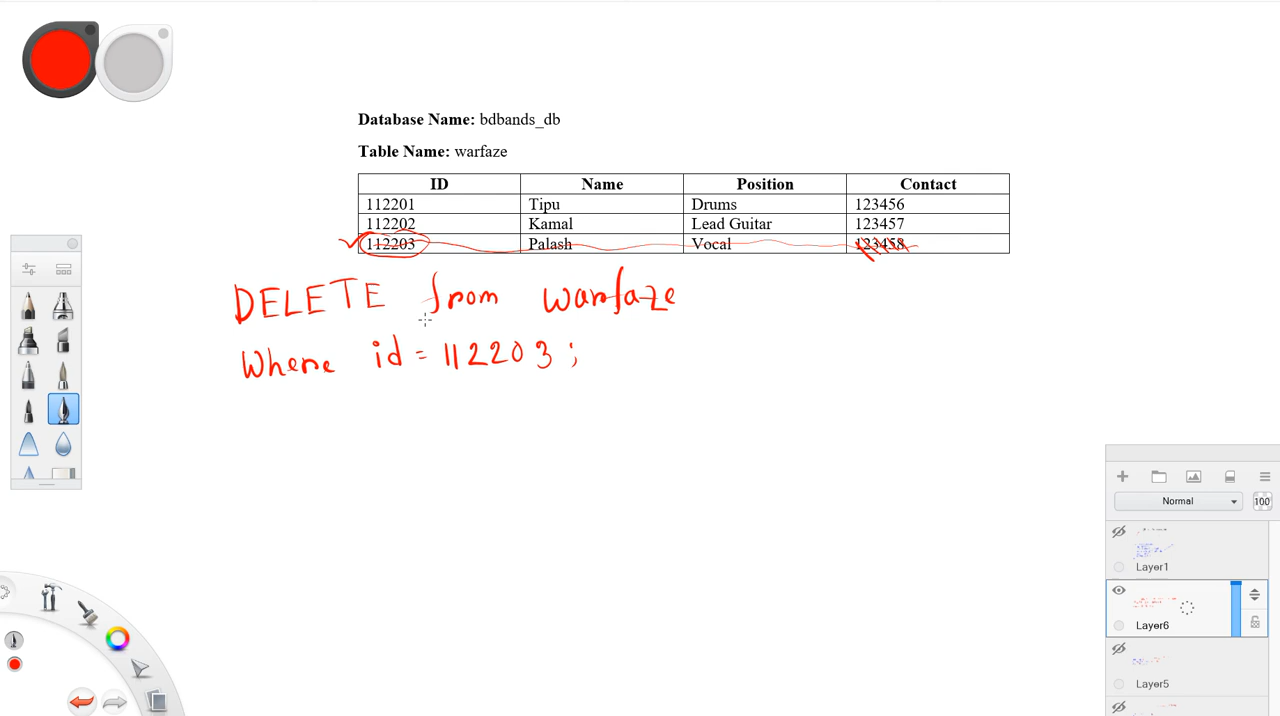 Database Name: bdbands_db
Table Name: warfaze
ID Name Position Contact
112201 Tipu Drums 123456
112202 Kamal Lead Guitar 123457
112203 Palash Vocal 123458
DELETE from warfaze
Where id = 112203 ;
Normal 100
Layer1
Layer6
Layer5